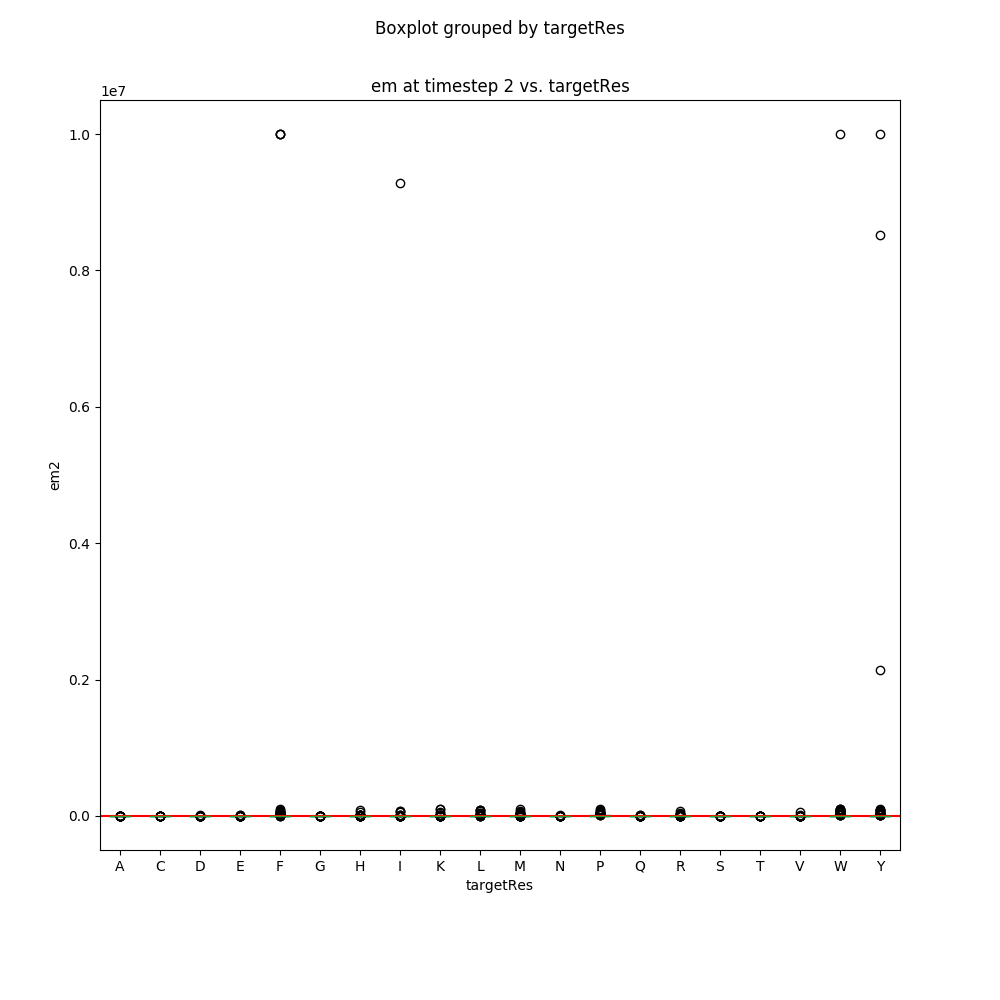 Boxplot grouped by targetRes
em at timestep 2 vs. targetRes
1e7
1.0
0.8
0.6
0.4
0.2
0.0
em2
A C D E F G H I K L M N P Q R S T V W Y
targetRes